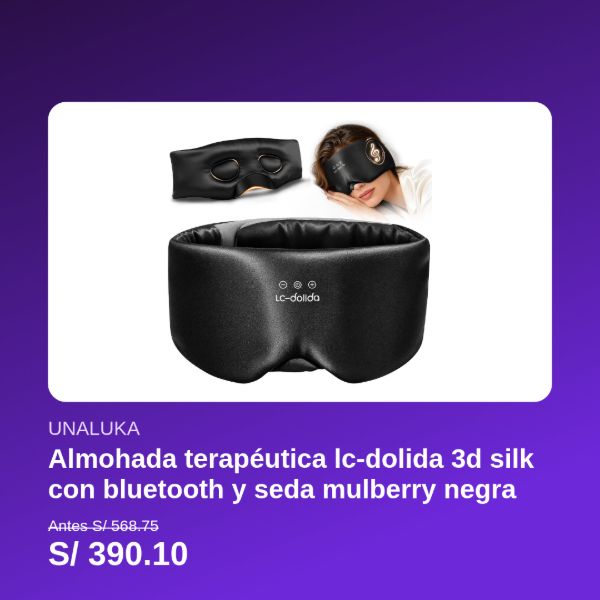 LC-dolida
UNALUKA
Almohada terapéutica lc-dolida 3d silk
con bluetooth y seda mulberry negra
Antes S/ 568.75
S/ 390.10